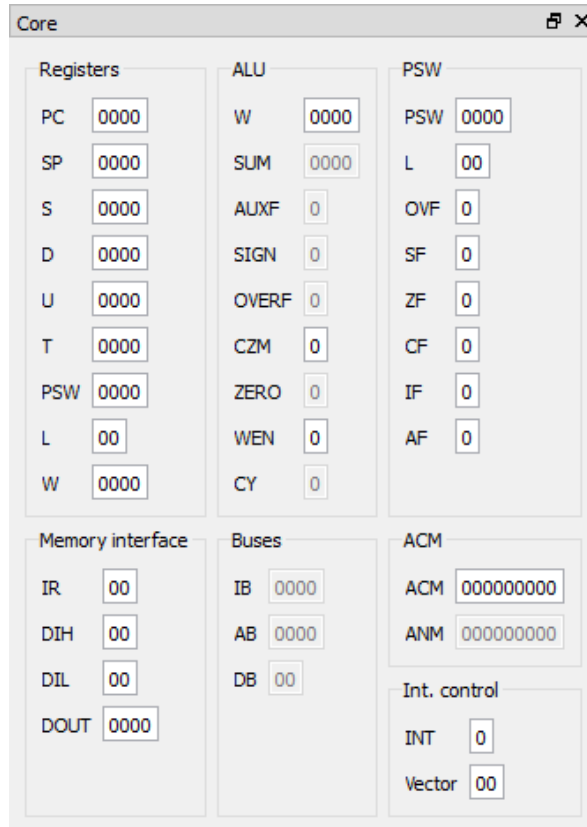 Core
Registers
PC 0000
SP 0000
S 0000
D 0000
U 0000
T 0000
PSW 0000
L 00
W 0000
ALU
W 0000
SUM 0000
AUXF 0
SIGN 0
OVERF 0
CZM 0
ZERO 0
WEN 0
CY 0
PSW
PSW 0000
L 00
OVF 0
SF 0
ZF 0
CF 0
IF 0
AF 0
Memory interface
IR 00
DIH 00
DIL 00
DOUT 0000
Buses
IB 0000
AB 0000
DB 00
ACM
ACM 000000000
ANM 000000000
Int. control
INT 0
Vector 00